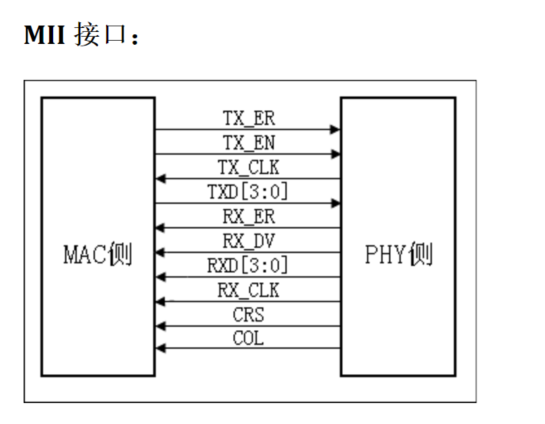 MII 接口：
TX_ER
TX_EN
TX_CLK
TXD[3:0]
RX_ER
RX_DV
MAC侧
PHY侧
RXD[3:0]
RX_CLK
CRS
COL